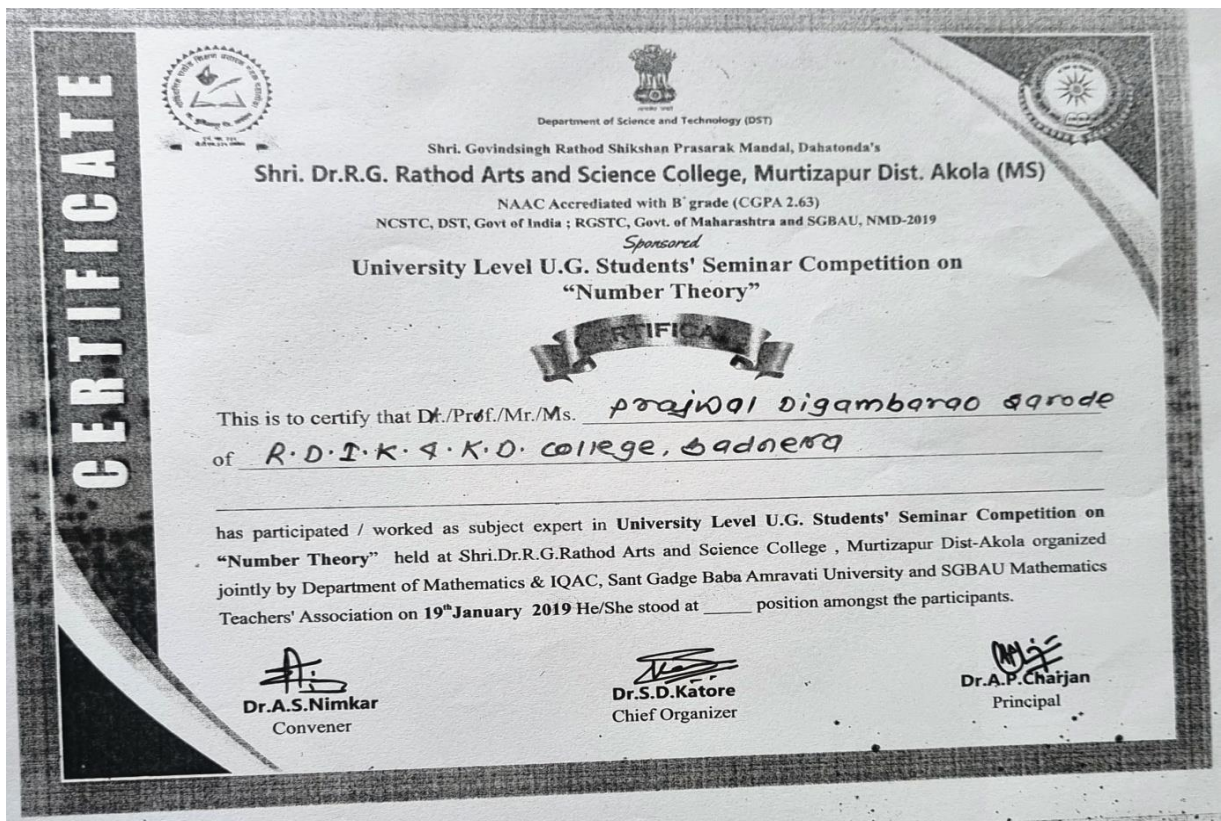 CERTIFICATE
Department of Science and Technology (DST)
Shri. Govindsingh Rathod Shikshan Prasarak Mandal, Dahatonda's
Shri. Dr.R.G. Rathod Arts and Science College, Murtizapur Dist. Akola (MS)
NAAC Accredited with B+ grade (CGPA 2.63)
NCSTC, DST, Govt of India ; RGSTC, Govt. of Maharashtra and SGBAU, NMD-2019
Sponsored
University Level U.G. Students' Seminar Competition on
“Number Theory”
CERTIFICATE
This is to certify that Dr./Prof./Mr./Ms. Prajwal Digambarao Sarode
of R.D.I.K. & K.D. College, Badnera
has participated / worked as subject expert in University Level U.G. Students' Seminar Competition on
“Number Theory” held at Shri.Dr.R.G.Rathod Arts and Science College , Murtizapur Dist-Akola organized
jointly by Department of Mathematics & IQAC, Sant Gadge Baba Amravati University and SGBAU Mathematics
Teachers' Association on 19th January 2019 He/She stood at _____ position amongst the participants.
Dr.A.S.Nimkar
Convener
Dr.S.D.Katore
Chief Organizer
Dr.A.P.Charjan
Principal